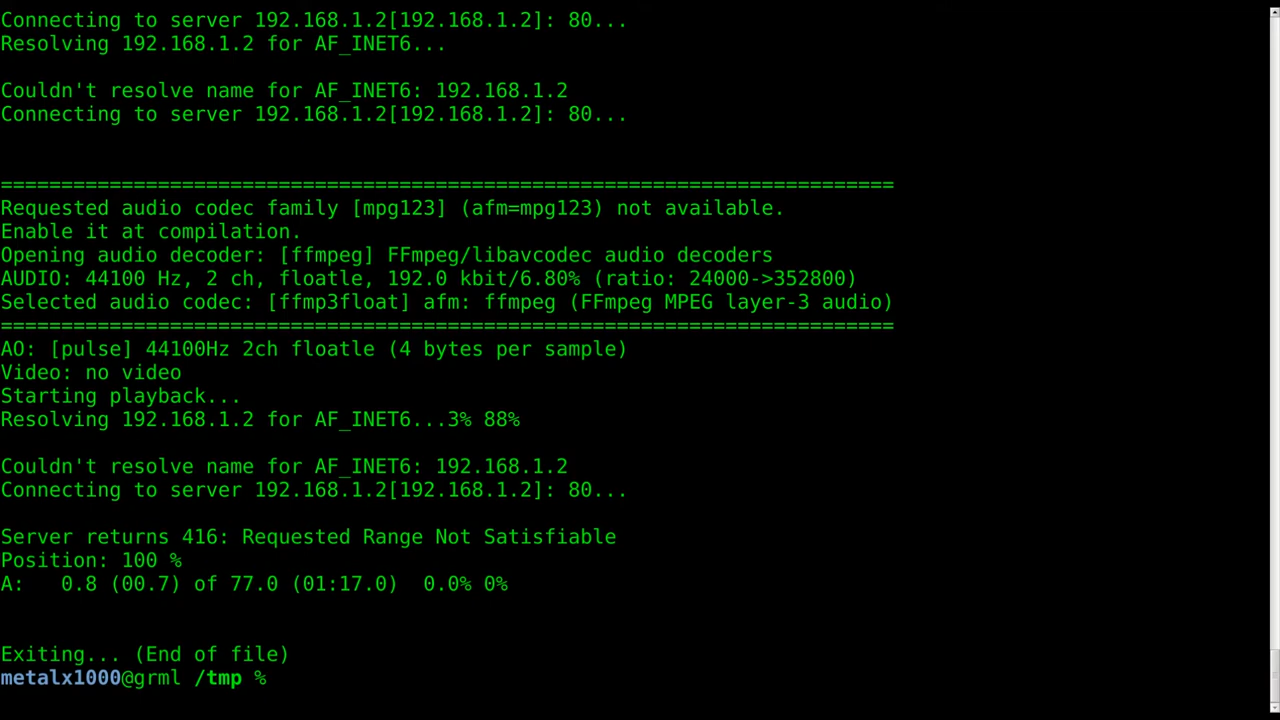 Connecting to server 192.168.1.2[192.168.1.2]: 80...
Resolving 192.168.1.2 for AF_INET6...
Couldn't resolve name for AF_INET6: 192.168.1.2
Connecting to server 192.168.1.2[192.168.1.2]: 80...
==========================================================================
Requested audio codec family [mpg123] (afm=mpg123) not available.
Enable it at compilation.
Opening audio decoder: [ffmpeg] FFmpeg/libavcodec audio decoders
AUDIO: 44100 Hz, 2 ch, floatle, 192.0 kbit/6.80% (ratio: 24000->352800)
Selected audio codec: [ffmp3float] afm: ffmpeg (FFmpeg MPEG layer-3 audio)
==========================================================================
AO: [pulse] 44100Hz 2ch floatle (4 bytes per sample)
Video: no video
Starting playback...
Resolving 192.168.1.2 for AF_INET6...3% 88%
Couldn't resolve name for AF_INET6: 192.168.1.2
Connecting to server 192.168.1.2[192.168.1.2]: 80...
Server returns 416: Requested Range Not Satisfiable
Position: 100 %
A:   0.8 (00.7) of 77.0 (01:17.0)  0.0% 0%
Exiting... (End of file)
metalx1000@grml /tmp %